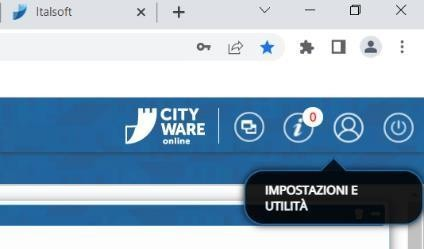 Italsoft
CITY
WARE
online
0
IMPOSTAZIONI E
UTILITÀ